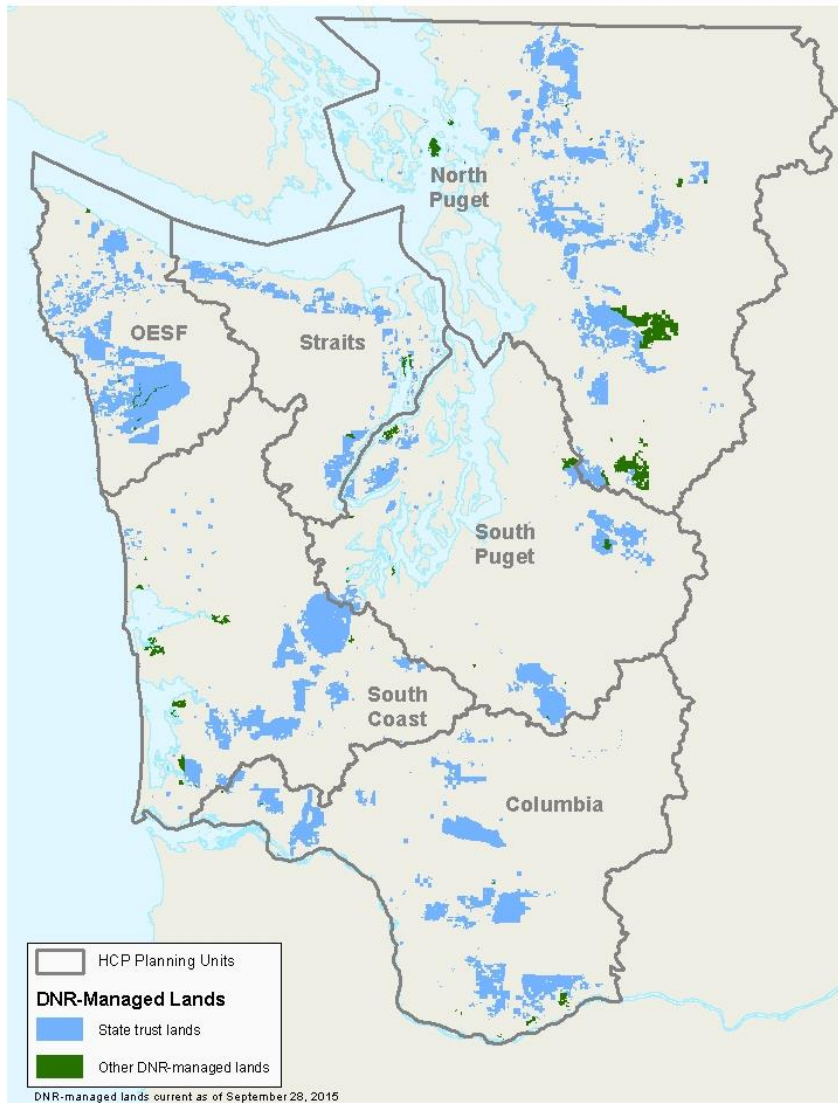 North
Puget
OESF
Straits
South
Puget
South
Coast
Columbia
HCP Planning Units
DNR-Managed Lands
State trust lands
Other DNR-managed lands
DNR-managed lands current as of September 28, 2015